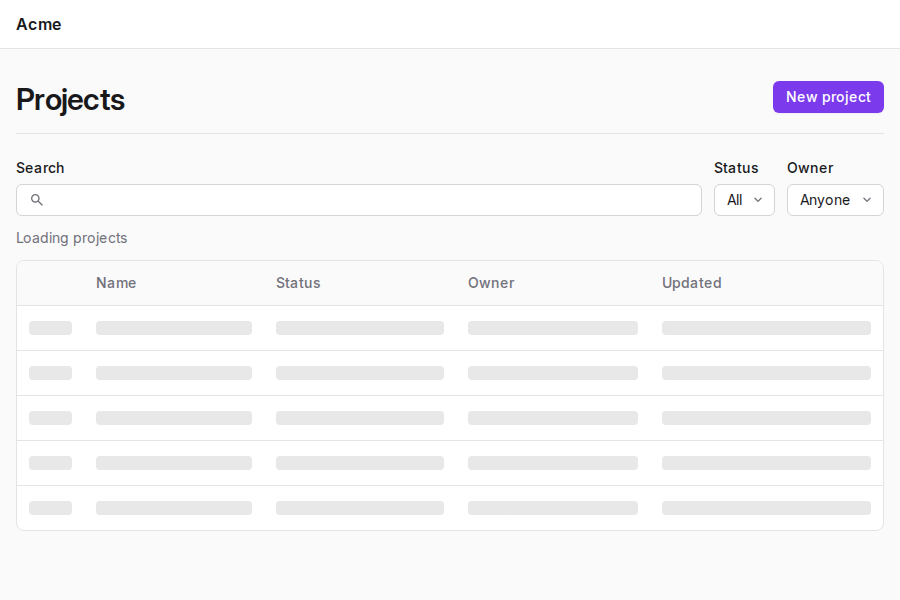 Acme
Projects
New project
Search
Status
Owner
All
Anyone
Loading projects
Name
Status
Owner
Updated